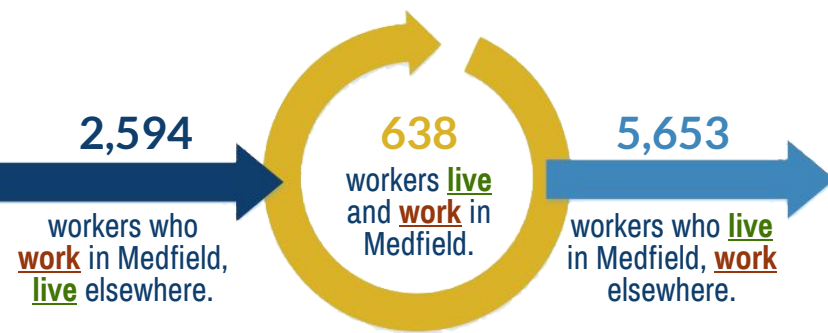 2,594
workers who
work in Medfield,
live elsewhere.
638
workers live
and work in
Medfield.
5,653
workers who live
in Medfield, work
elsewhere.